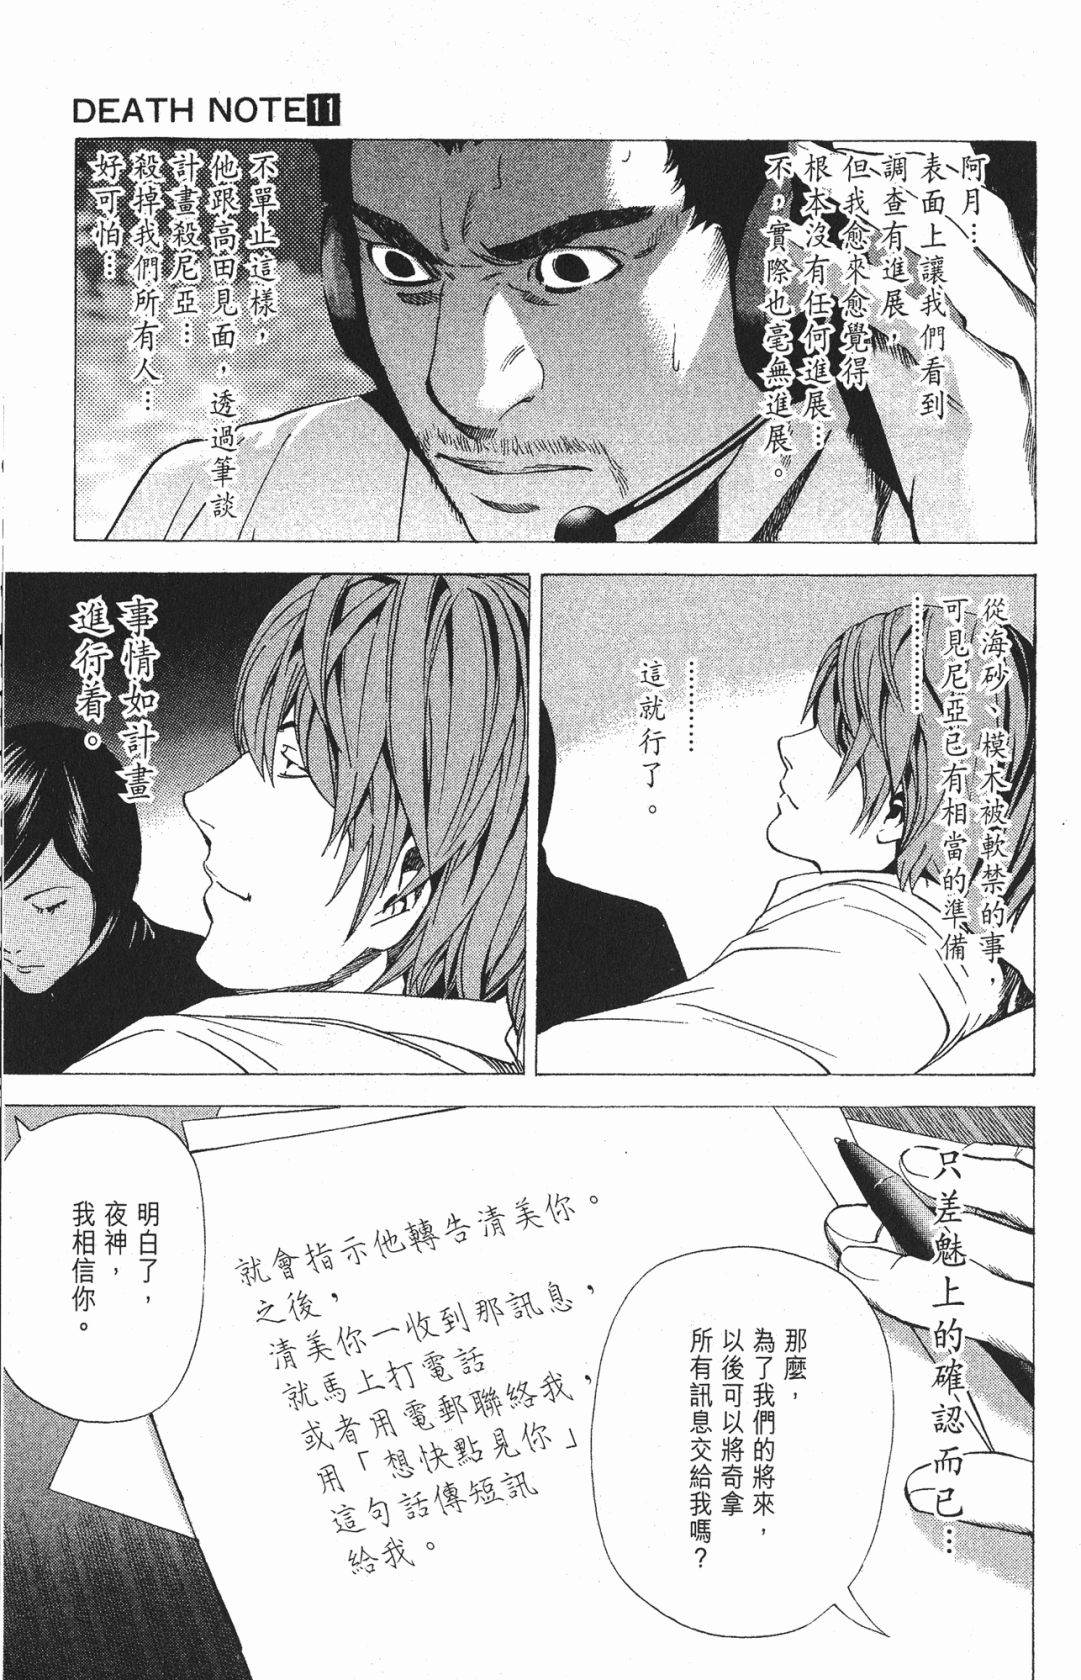 DEATH NOTE 11
阿月…
表面上讓我們看到
調查有進展，
但我愈來愈覺得
根本沒有任何進展…
不，實際也毫無進展。
不單止這樣，
他跟高田見面，透過筆談
計畫殺尼亞…
殺掉我們所有人…
好可怕…
從海砂、模木被軟禁的事，
可見尼亞已有相當的準備
…………
…………
這就行了。
事情如計畫
進行着。
只差魅上的確認而已…
那麼，
為了我們的將來，
以後可以將奇拿
所有訊息交給我嗎？
就會指示他轉告清美你。
之後，
清美你一收到那訊息，
就馬上打電話
或者用電郵聯絡我，
用「想快點見你」
這句話傳短訊
給我。
明白了，
夜神，
我相信你。